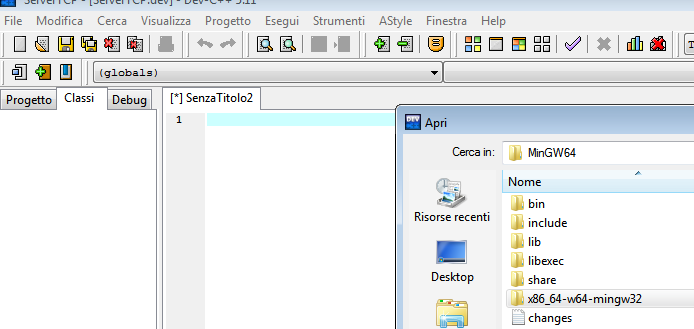 ServerTCP - [ServerTCP.dev] - Dev-C++ 5.11
File Modifica Cerca Visualizza Progetto Esegui Strumenti AStyle Finestra Help
(globals)
Progetto Classi Debug
[*] SenzaTitolo2
1
DEV
Apri
Cerca in: MinGW64
Nome
Risorse recenti
Desktop
bin
include
lib
libexec
share
x86_64-w64-mingw32
changes